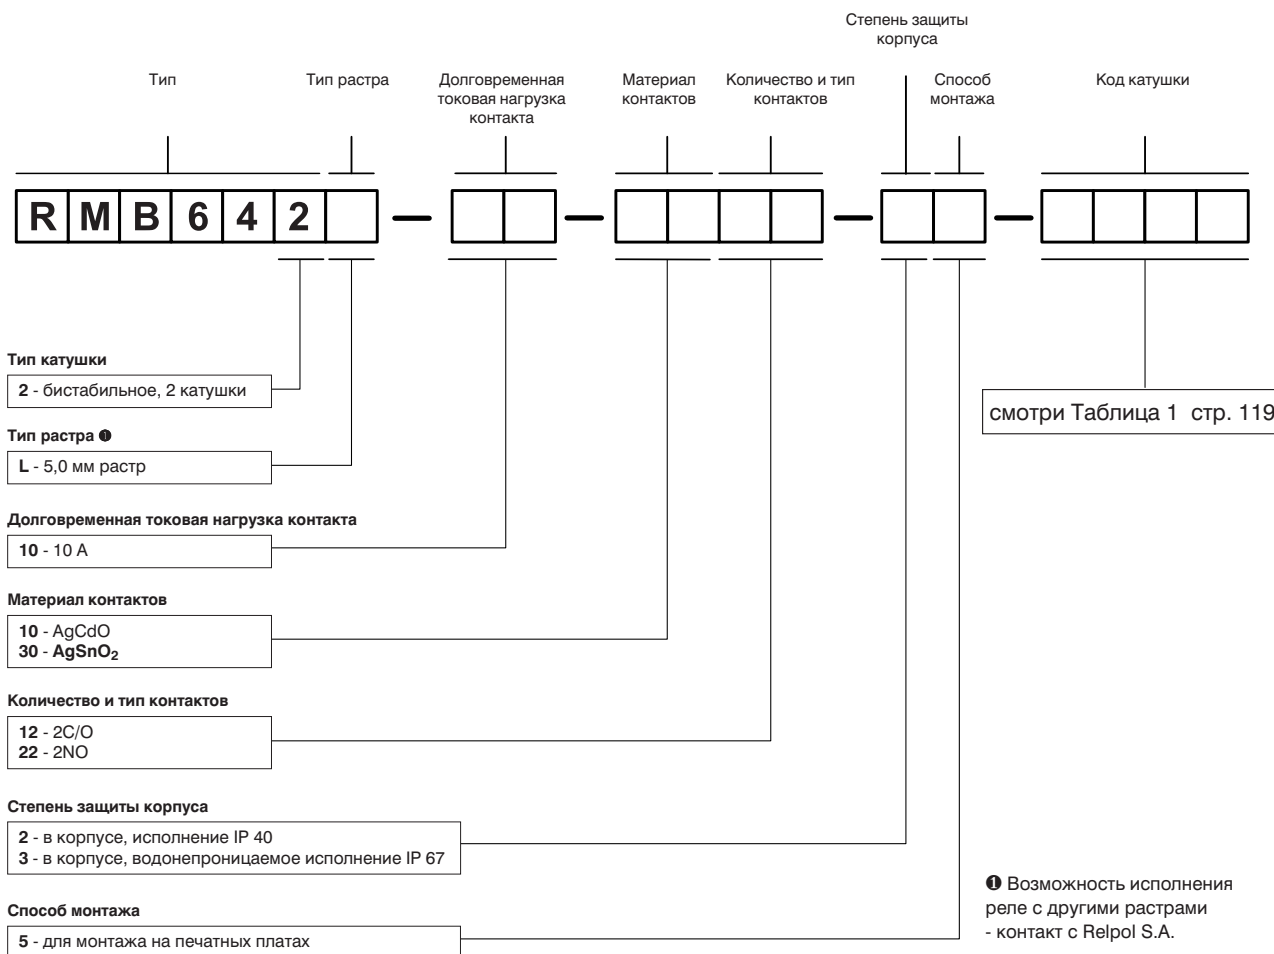 Степень защиты
корпуса
Тип
Тип растра
Долговременная
токовая нагрузка
контакта
Материал
контактов
Количество и тип
контактов
Способ
монтажа
Код катушки
R M B 6 4 2 — — — —
Тип катушки
2 - бистабильное, 2 катушки
смотри Таблица 1 стр. 119
Тип растра ❶
L - 5,0 мм растр
Долговременная токовая нагрузка контакта
10 - 10 A
Материал контактов
10 - AgCdO
30 - AgSnO₂
Количество и тип контактов
12 - 2C/O
22 - 2NO
Степень защиты корпуса
2 - в корпусе, исполнение IP 40
3 - в корпусе, водонепроницаемое исполнение IP 67
Способ монтажа
5 - для монтажа на печатных платах
❶ Возможность исполнения
реле с другими растрами
- контакт с Relpol S.A.